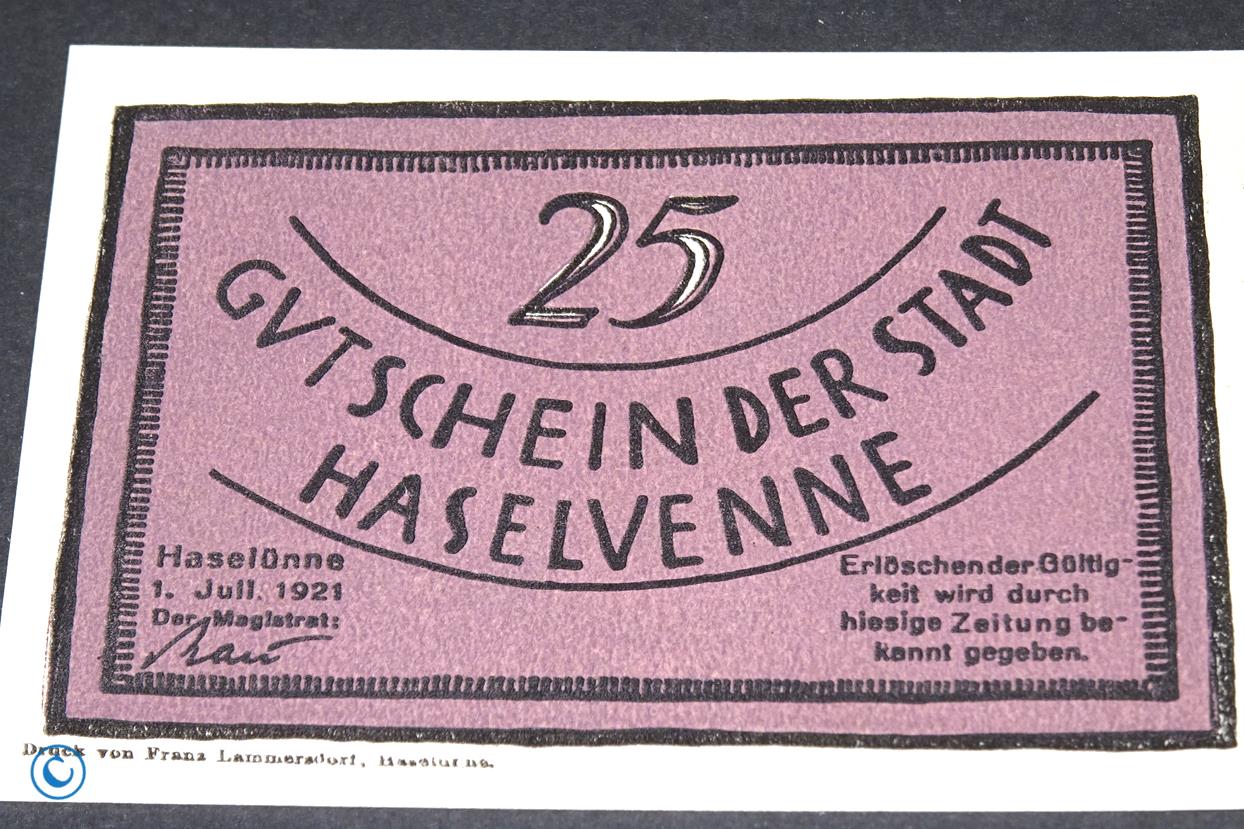 25
GVTSCHEIN DER STADT
HASELVENNE
Haselünne
1. Juli. 1921
Der Magistrat:
Erlöschen der Gültig-
keit wird durch
hiesige Zeitung be-
kannt gegeben.
Druck von Franz Lammersdorf, Haselünne.